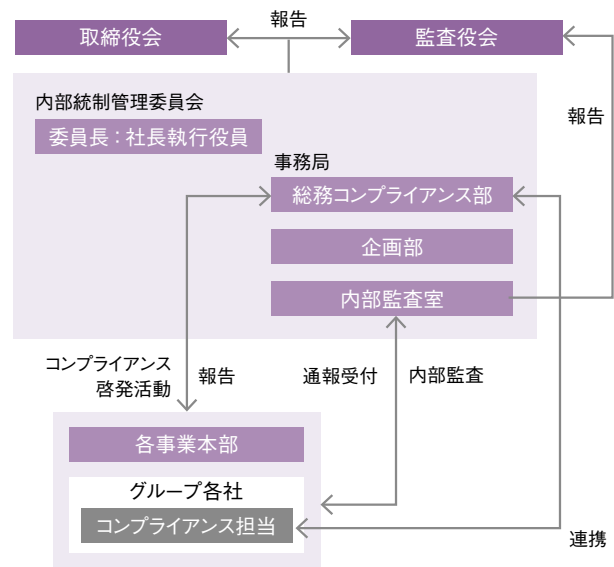 報告
取締役会
監査役会
内部統制管理委員会
委員長：社長執行役員
報告
事務局
総務コンプライアンス部
企画部
内部監査室
コンプライアンス
啓発活動
報告
通報受付
内部監査
各事業本部
グループ各社
コンプライアンス担当
連携